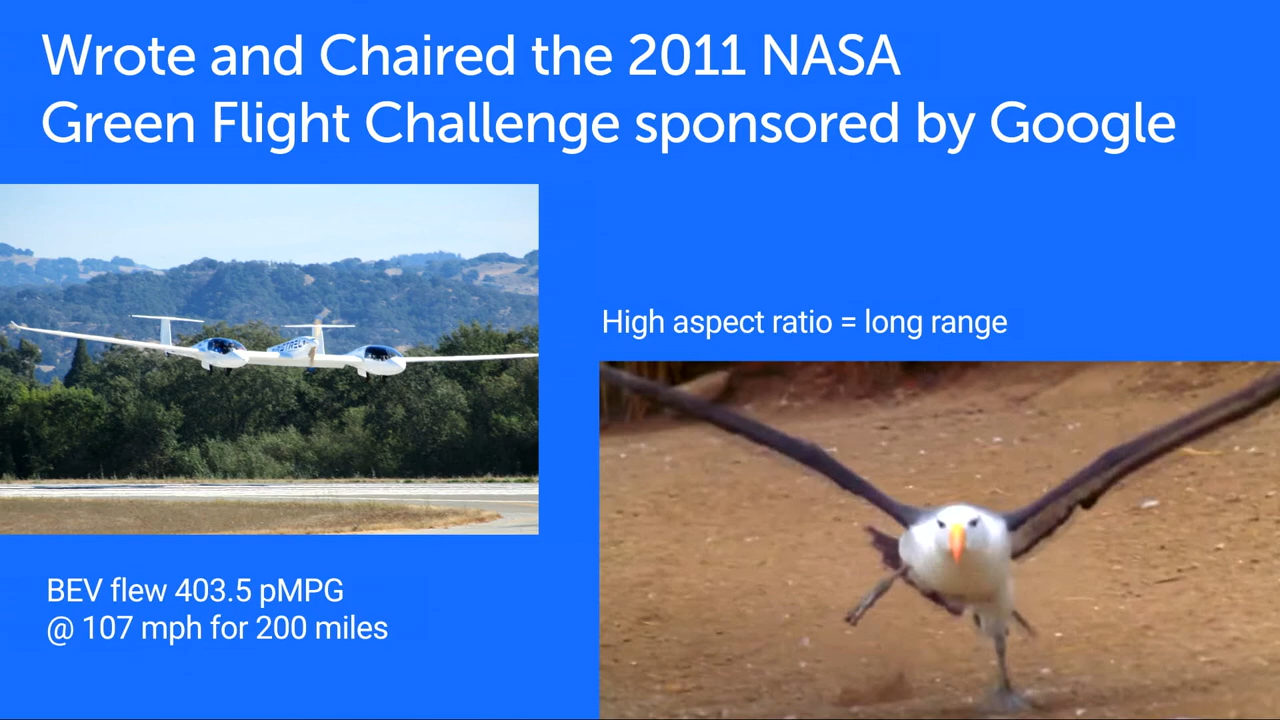 Wrote and Chaired the 2011 NASA
Green Flight Challenge sponsored by Google
High aspect ratio = long range
BEV flew 403.5 pMPG
@ 107 mph for 200 miles